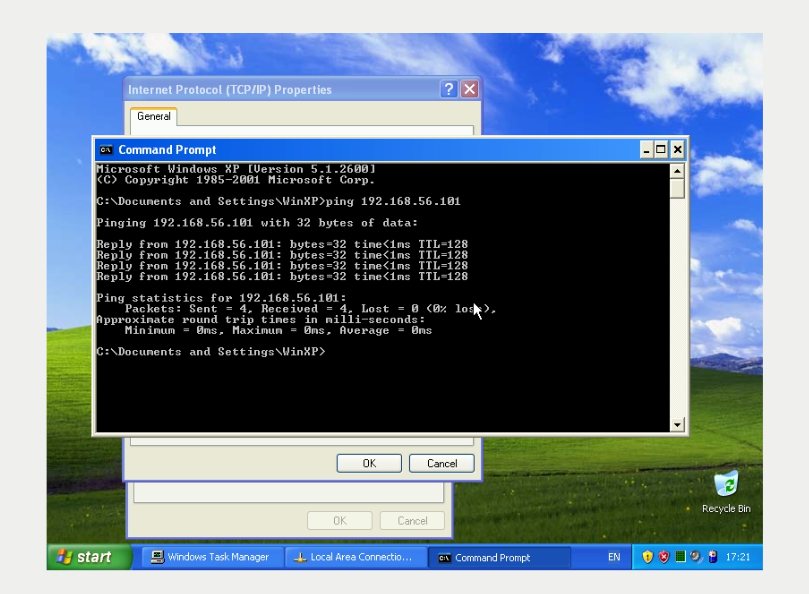 Internet Protocol (TCP/IP) Properties
General
Command Prompt
Microsoft Windows XP [Version 5.1.2600]
(C) Copyright 1985-2001 Microsoft Corp.
C:\Documents and Settings\WinXP>ping 192.168.56.101
Pinging 192.168.56.101 with 32 bytes of data:
Reply from 192.168.56.101: bytes=32 time<1ms TTL=128
Reply from 192.168.56.101: bytes=32 time<1ms TTL=128
Reply from 192.168.56.101: bytes=32 time<1ms TTL=128
Reply from 192.168.56.101: bytes=32 time<1ms TTL=128
Ping statistics for 192.168.56.101:
Packets: Sent = 4, Received = 4, Lost = 0 (0% loss),
Approximate round trip times in milli-seconds:
Minimum = 0ms, Maximum = 0ms, Average = 0ms
C:\Documents and Settings\WinXP>
OK Cancel
Recycle Bin
OK Cancel
start Windows Task Manager Local Area Connectio... Command Prompt EN 17:21